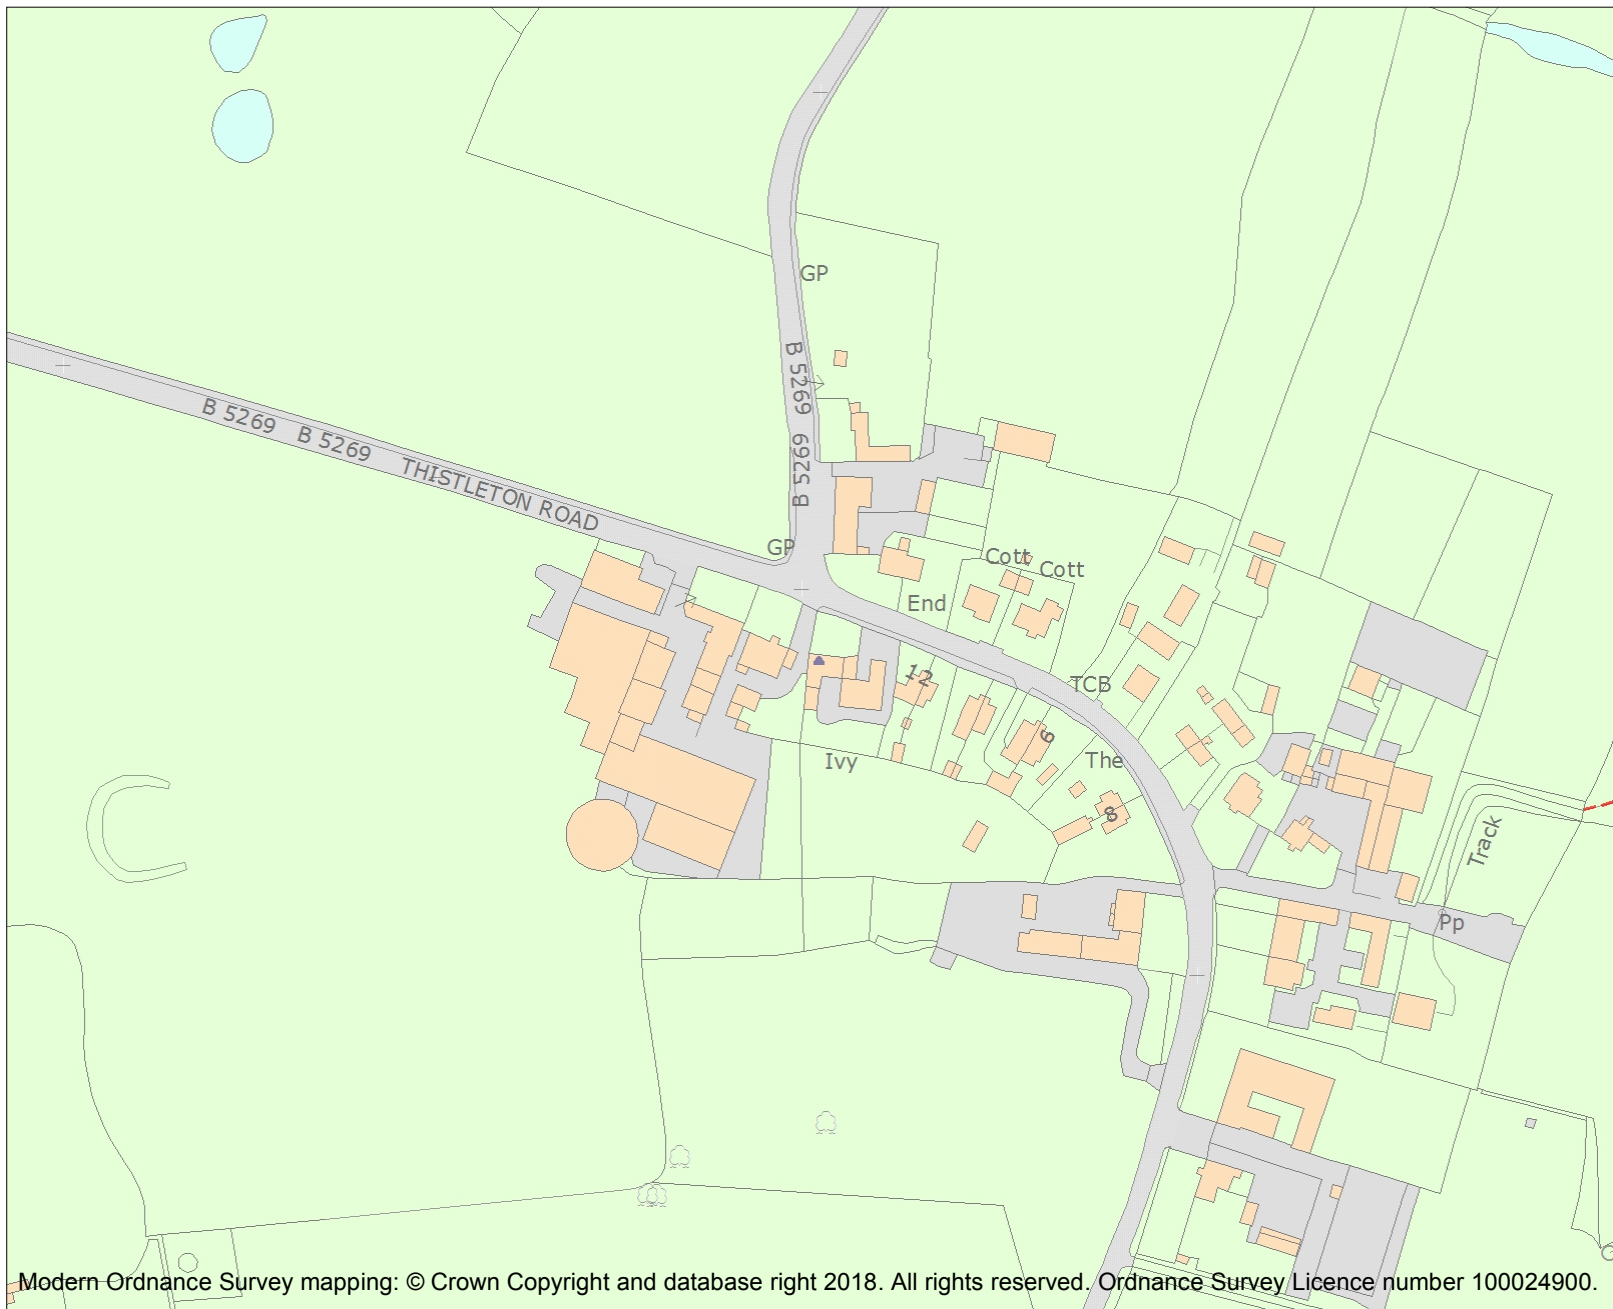 GP
B 5269
B 5269
B 5269
B 5269
THISTLETON ROAD
GP
Cott
Cott
End
12
TCB
6
The
Ivy
8
Track
Pp
Modern Ordnance Survey mapping: © Crown Copyright and database right 2018. All rights reserved. Ordnance Survey Licence number 100024900.